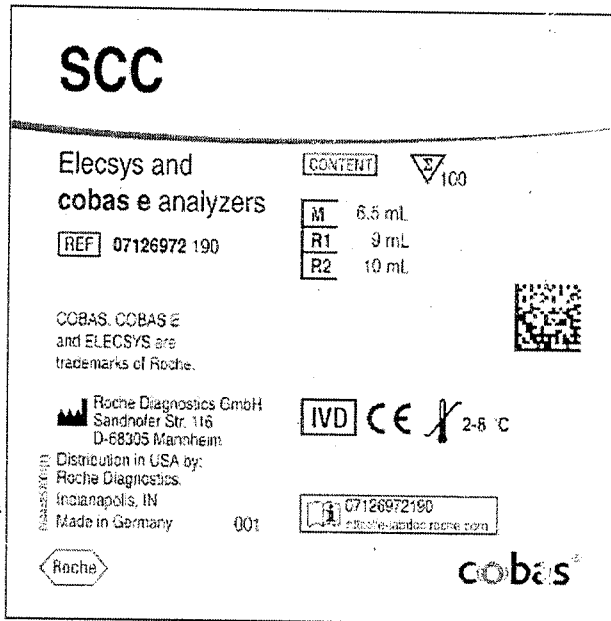 SCC
Elecsys and
cobas e analyzers
REF 07126972 190
CONTENT Σ 100
M 6.5 mL
R1 9 mL
R2 10 mL
COBAS, COBAS E
and ELECSYS are
trademarks of Roche.
Roche Diagnostics GmbH
Sandhofer Str. 116
D-68305 Mannheim
Distribution in USA by:
Roche Diagnostics,
Indianapolis, IN
Made in Germany 001
IVD CE 2-8 °C
07126972190
Roche
cobas®